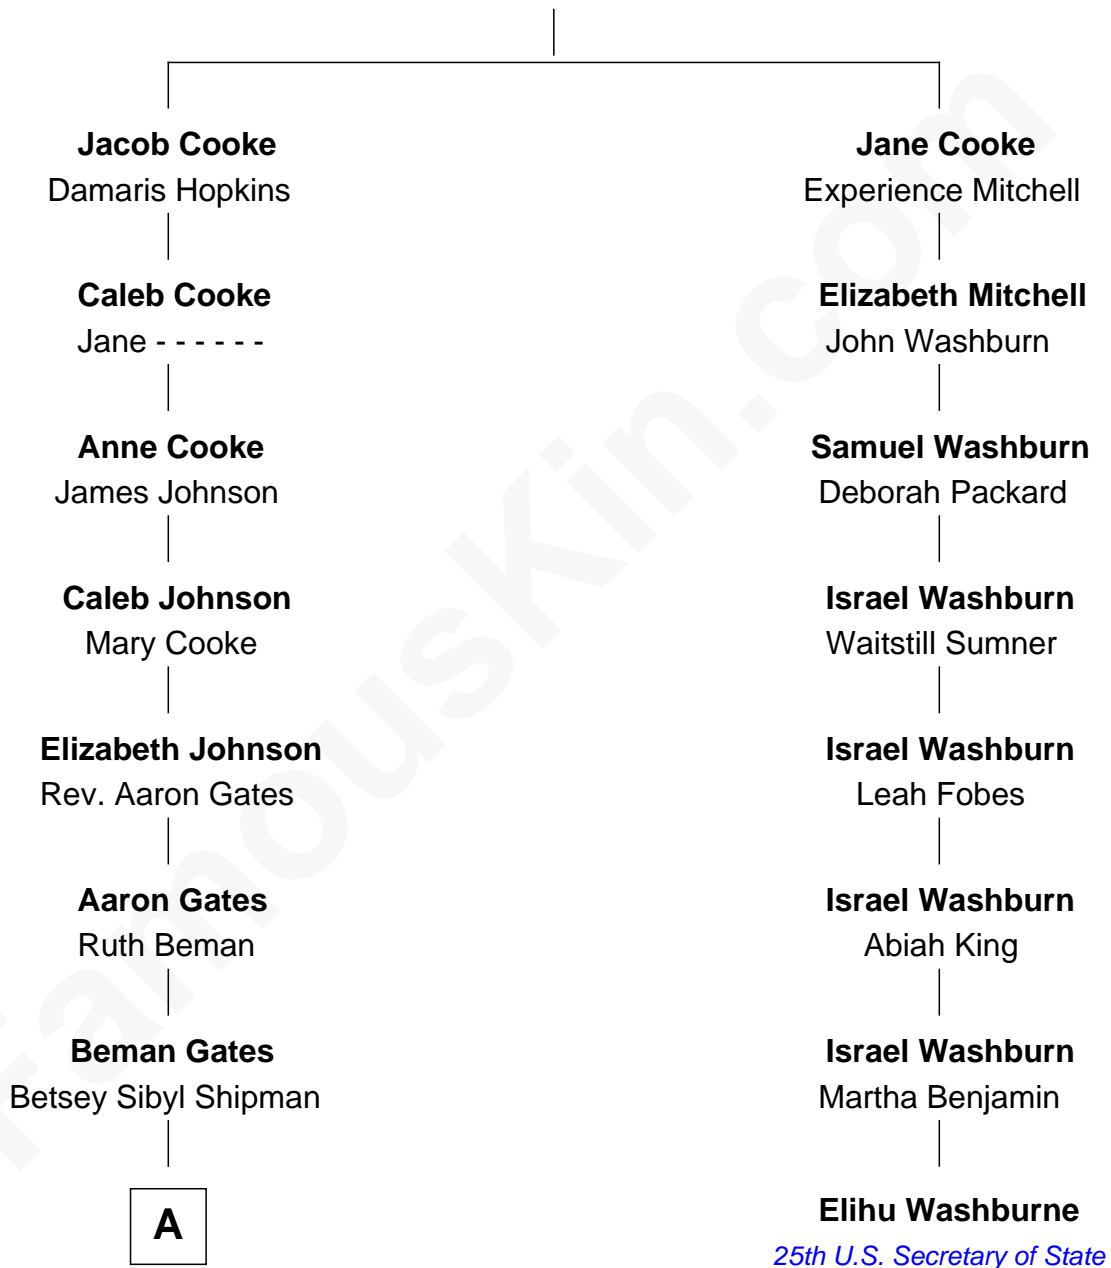 Jacob Cooke
Damaris Hopkins
Jane Cooke
Experience Mitchell
Caleb Cooke
Jane - - - - - -
Elizabeth Mitchell
John Washburn
Anne Cooke
James Johnson
Samuel Washburn
Deborah Packard
Caleb Johnson
Mary Cooke
Israel Washburn
Waitstill Sumner
Elizabeth Johnson
Rev. Aaron Gates
Israel Washburn
Leah Fobes
Aaron Gates
Ruth Beman
Israel Washburn
Abiah King
Beman Gates
Betsey Sibyl Shipman
Israel Washburn
Martha Benjamin
A
Elihu Washburne
25th U.S. Secretary of State
FamousKin.com